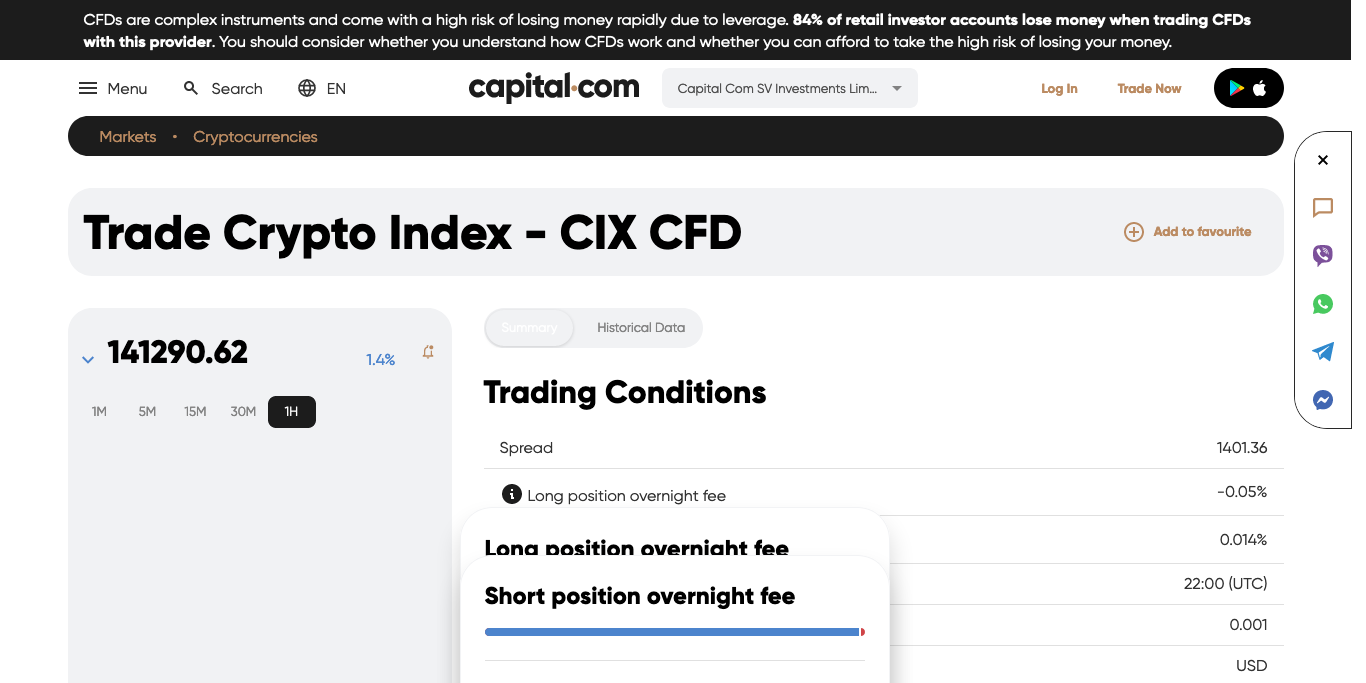 CFDs are complex instruments and come with a high risk of losing money rapidly due to leverage. 84% of retail investor accounts lose money when trading CFDs
with this provider. You should consider whether you understand how CFDs work and whether you can afford to take the high risk of losing your money.
Menu
Search
EN
capital.com
Capital Com SV Investments Lim...
Log In
Trade Now
Markets • Cryptocurrencies
Trade Crypto Index - CIX CFD
Add to favourite
141290.62
1.4%
1M 5M 15M 30M 1H
Summary
Historical Data
Trading Conditions
Spread 1401.36
Long position overnight fee -0.05%
Long position overnight fee
0.014%
Short position overnight fee
22:00 (UTC)
0.001
USD